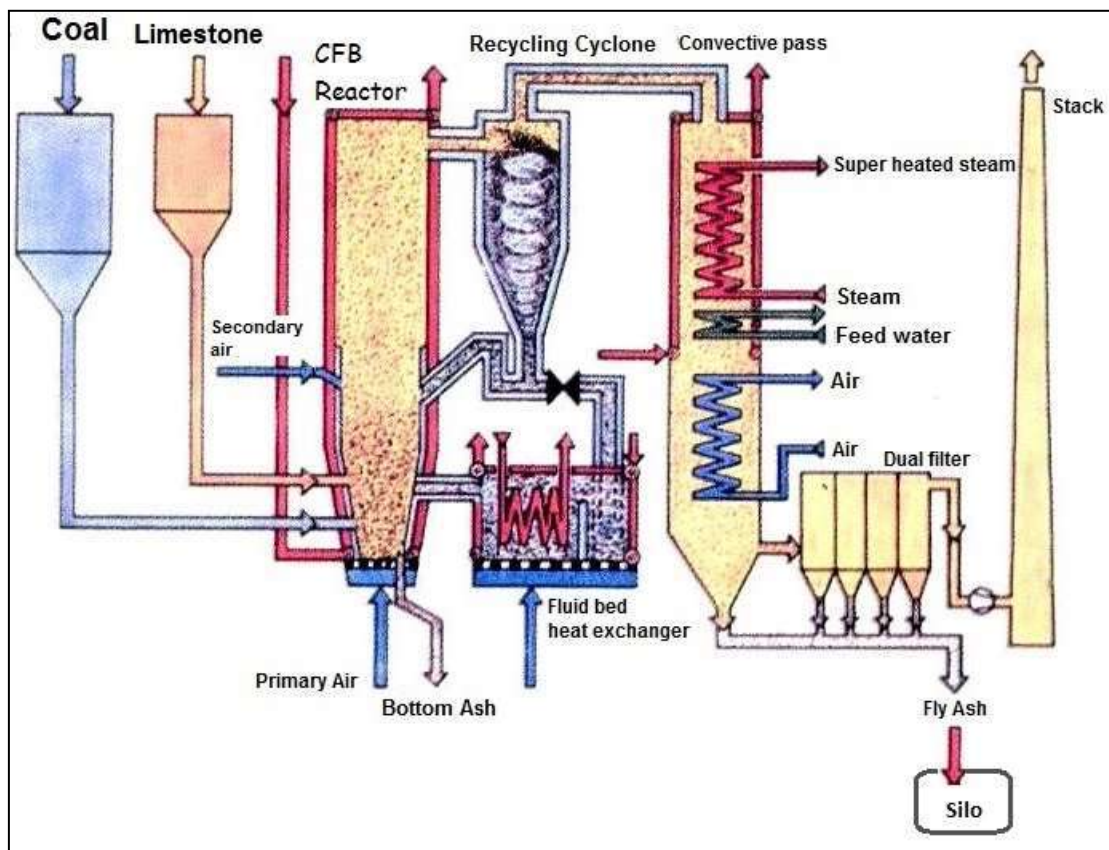 Coal
Limestone
CFB
Reactor
Recycling Cyclone
Convective pass
Stack
Super heated steam
Steam
Feed water
Secondary
air
Air
Air
Dual filter
Fluid bed
heat exchanger
Primary Air
Bottom Ash
Fly Ash
Silo